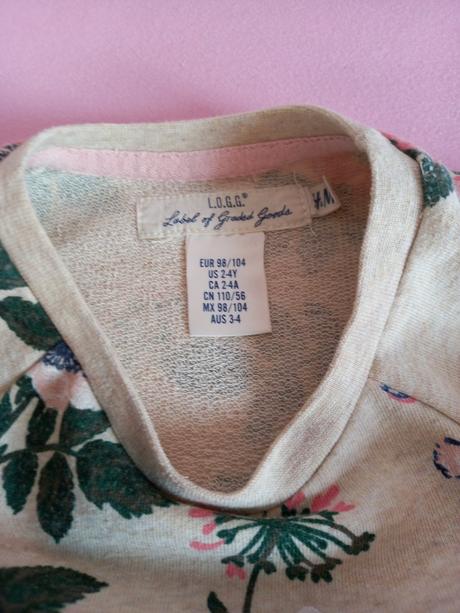 L.O.G.G.®
Label of Graded Goods
H&M
EUR 98/104
US 2-4Y
CA 2-4A
CN 110/56
MX 98/104
AUS 3-4